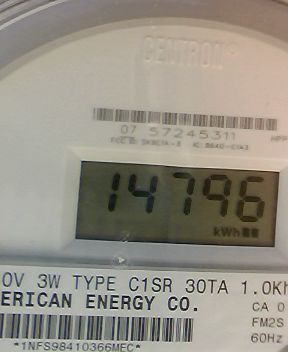 CENTRON®
07 57245311
14796
kWh
0V 3W TYPE C1SR 30TA 1.0Kh
ERICAN ENERGY CO.
CA 0
FM2S
60Hz
*1NFS98410366MEC*